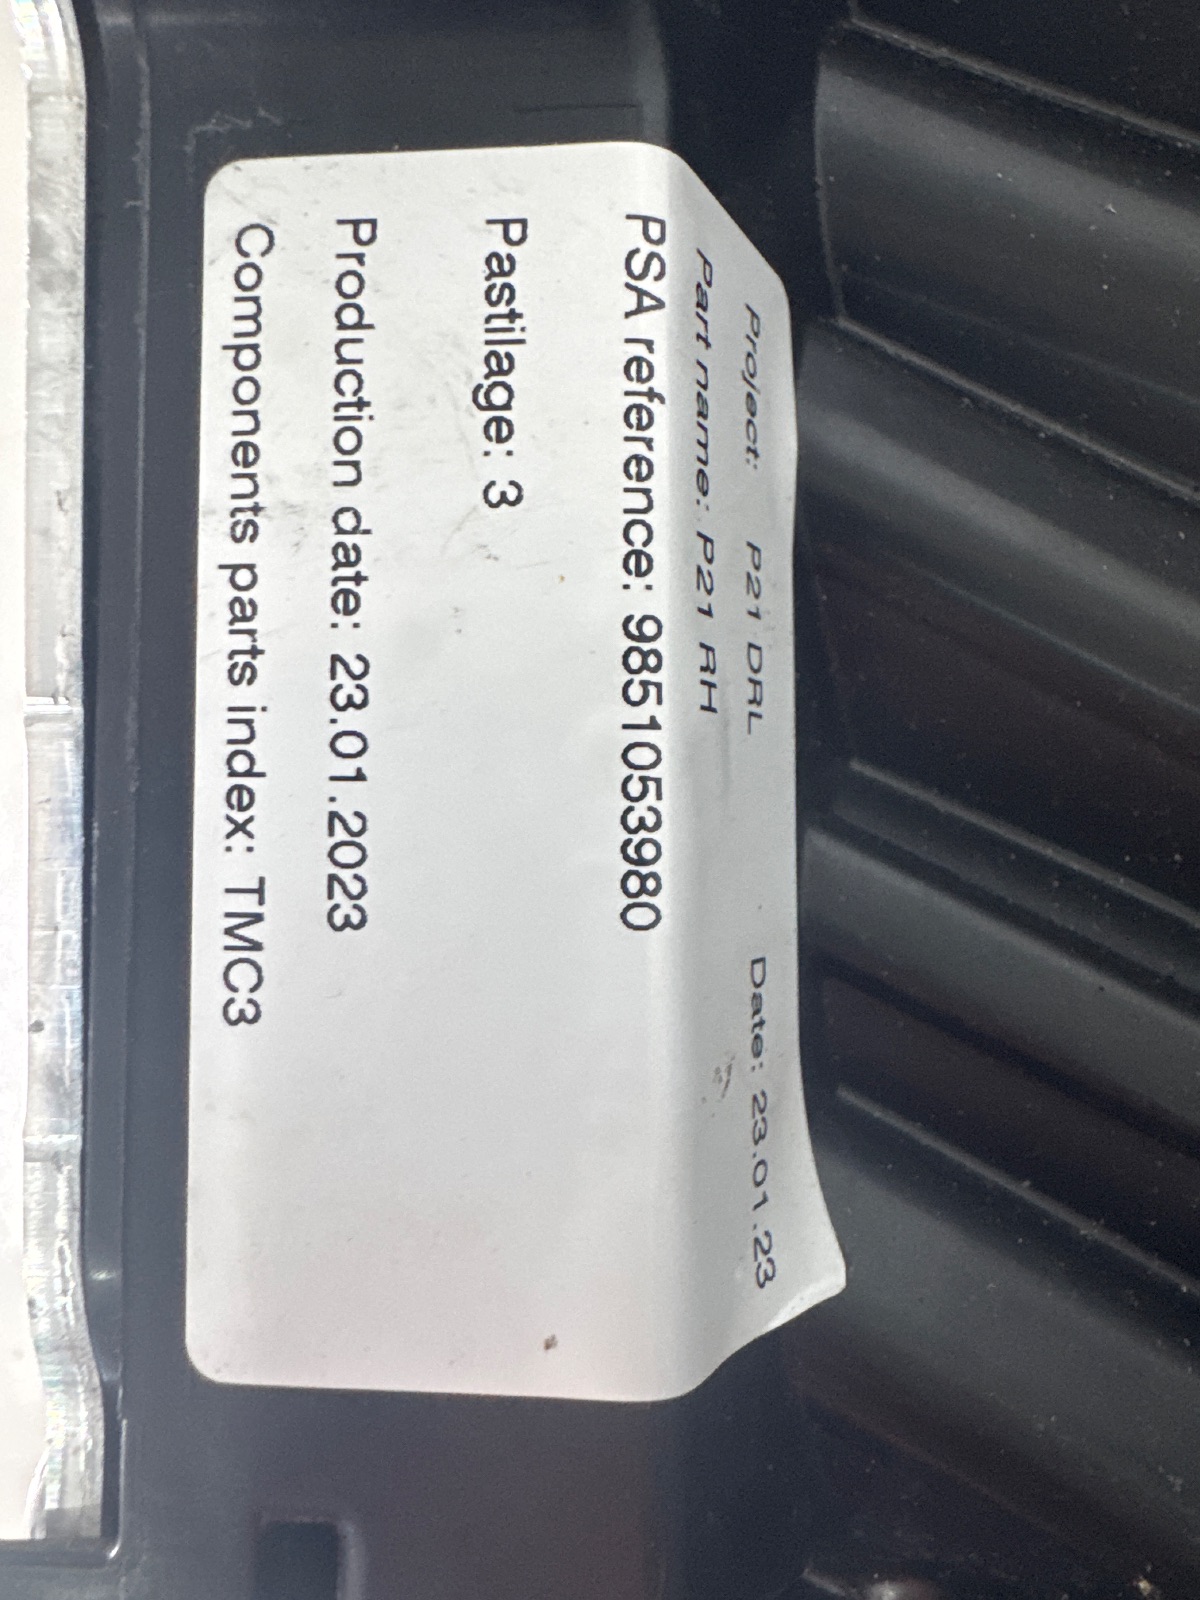 Project: P21 DRL Date: 23.01.23
Part name: P21 RH
PSA reference: 9851053980
Pastilage: 3
Production date: 23.01.2023
Components parts index: TMC3